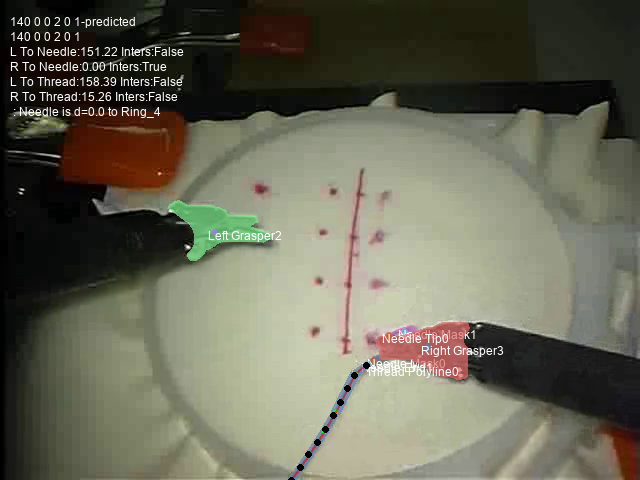 140 0 0 2 0 1-predicted
140 0 0 2 0 1
L To Needle:151.22 Inters:False
R To Needle:0.00 Inters:True
L To Thread:158.39 Inters:False
R To Thread:15.26 Inters:False
: Needle is d=0.0 to Ring_4
Left Grasper2
Mask1
Needle Tip0
Right Grasper3
Needle Mask0
Thread Polyline0